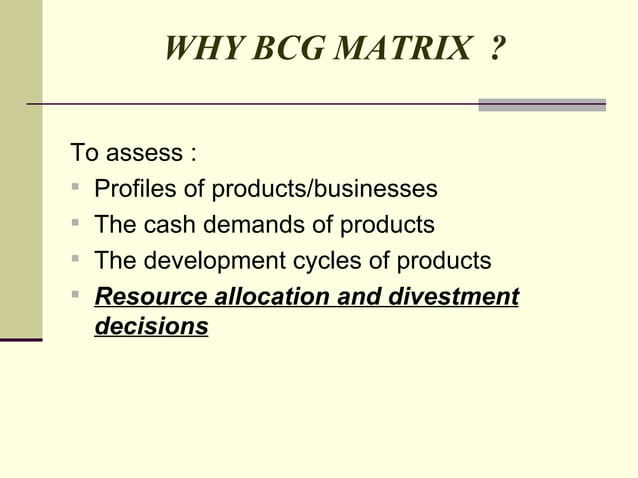 WHY BCG MATRIX ?
To assess :
Profiles of products/businesses
The cash demands of products
The development cycles of products
Resource allocation and divestment
decisions